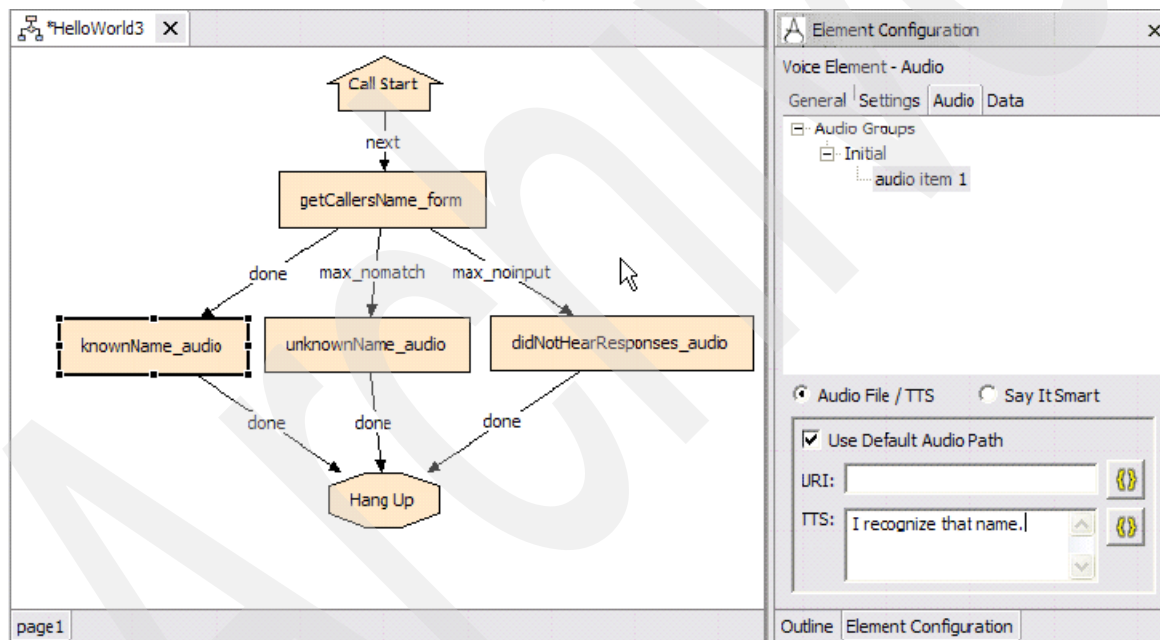 *HelloWorld3
Call Start
next
getCallersName_form
done
max_nomatch
max_noinput
knownName_audio
unknownName_audio
didNotHearResponses_audio
done
done
done
Hang Up
page1
Element Configuration
Voice Element - Audio
General Settings Audio Data
Audio Groups
Initial
audio item 1
Audio File / TTS Say It Smart
Use Default Audio Path
URI:
TTS: I recognize that name.
Outline Element Configuration